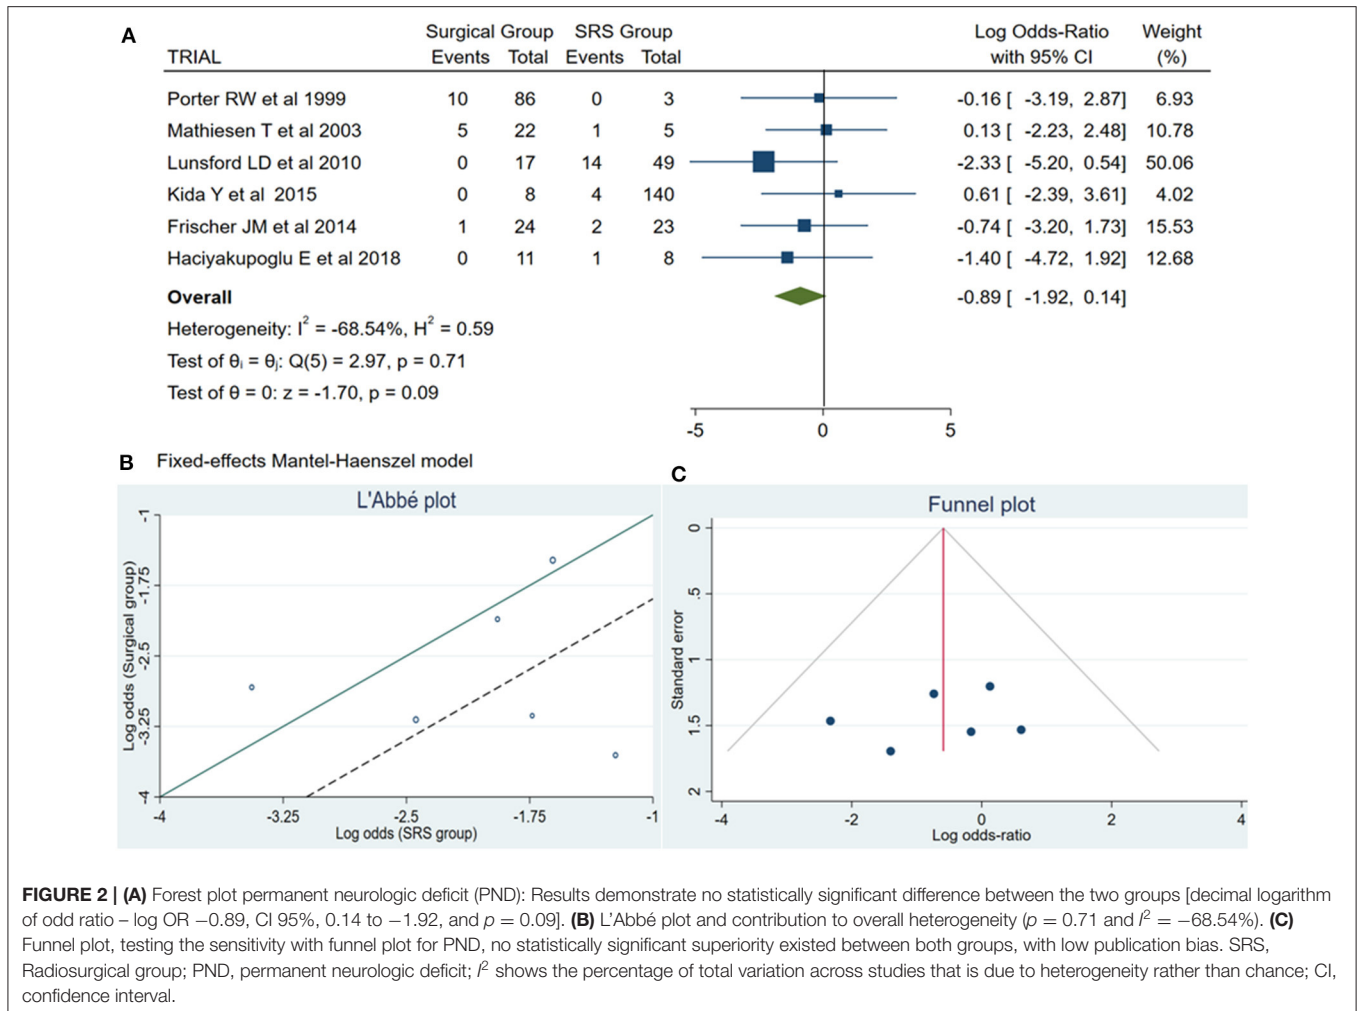 A
Surgical Group SRS Group Log Odds-Ratio Weight
TRIAL Events Total Events Total with 95% CI (%)
Porter RW et al 1999 10 86 0 3 -0.16 [ -3.19, 2.87] 6.93
Mathiesen T et al 2003 5 22 1 5 0.13 [ -2.23, 2.48] 10.78
Lunsford LD et al 2010 0 17 14 49 -2.33 [ -5.20, 0.54] 50.06
Kida Y et al 2015 0 8 4 140 0.61 [ -2.39, 3.61] 4.02
Frischer JM et al 2014 1 24 2 23 -0.74 [ -3.20, 1.73] 15.53
Haciyakupoglu E et al 2018 0 11 1 8 -1.40 [ -4.72, 1.92] 12.68
Overall -0.89 [ -1.92, 0.14]
Heterogeneity: I² = -68.54%, H² = 0.59
Test of θᵢ = θⱼ: Q(5) = 2.97, p = 0.71
Test of θ = 0: z = -1.70, p = 0.09
-5 0 5
B Fixed-effects Mantel-Haenszel model
L'Abbé plot
Log odds (Surgical group)
-1
-1.75
-2.5
-3.25
-4
-4 -3.25 -2.5 -1.75 -1
Log odds (SRS group)
C
Funnel plot
Standard error
0
.5
1
1.5
2
-4 -2 0 2 4
Log odds-ratio
FIGURE 2 | (A) Forest plot permanent neurologic deficit (PND): Results demonstrate no statistically significant difference between the two groups [decimal logarithm
of odd ratio – log OR −0.89, CI 95%, 0.14 to −1.92, and p = 0.09]. (B) L'Abbé plot and contribution to overall heterogeneity (p = 0.71 and I² = −68.54%). (C)
Funnel plot, testing the sensitivity with funnel plot for PND, no statistically significant superiority existed between both groups, with low publication bias. SRS,
Radiosurgical group; PND, permanent neurologic deficit; I² shows the percentage of total variation across studies that is due to heterogeneity rather than chance; CI,
confidence interval.